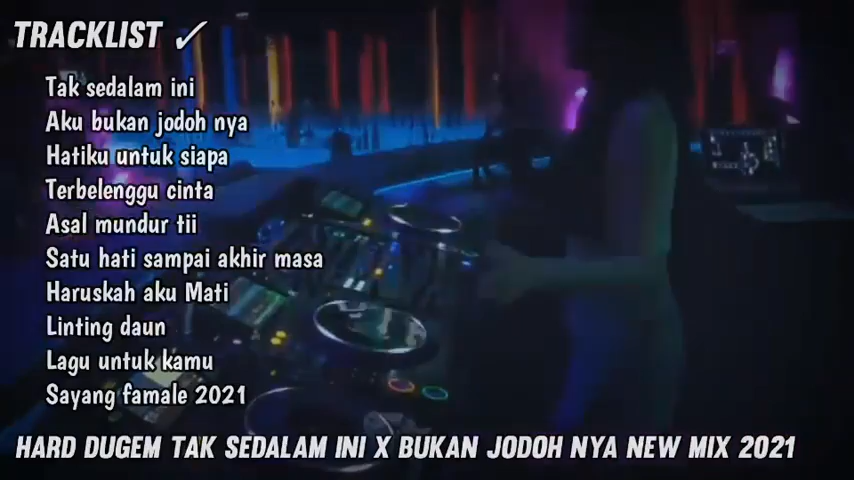 TRACKLIST ✓
Tak sedalam ini
Aku bukan jodoh nya
Hatiku untuk siapa
Terbelenggu cinta
Asal mundur tii
Satu hati sampai akhir masa
Haruskah aku Mati
Linting daun
Lagu untuk kamu
Sayang famale 2021
HARD DUGEM TAK SEDALAM INI X BUKAN JODOH NYA NEW MIX 2021